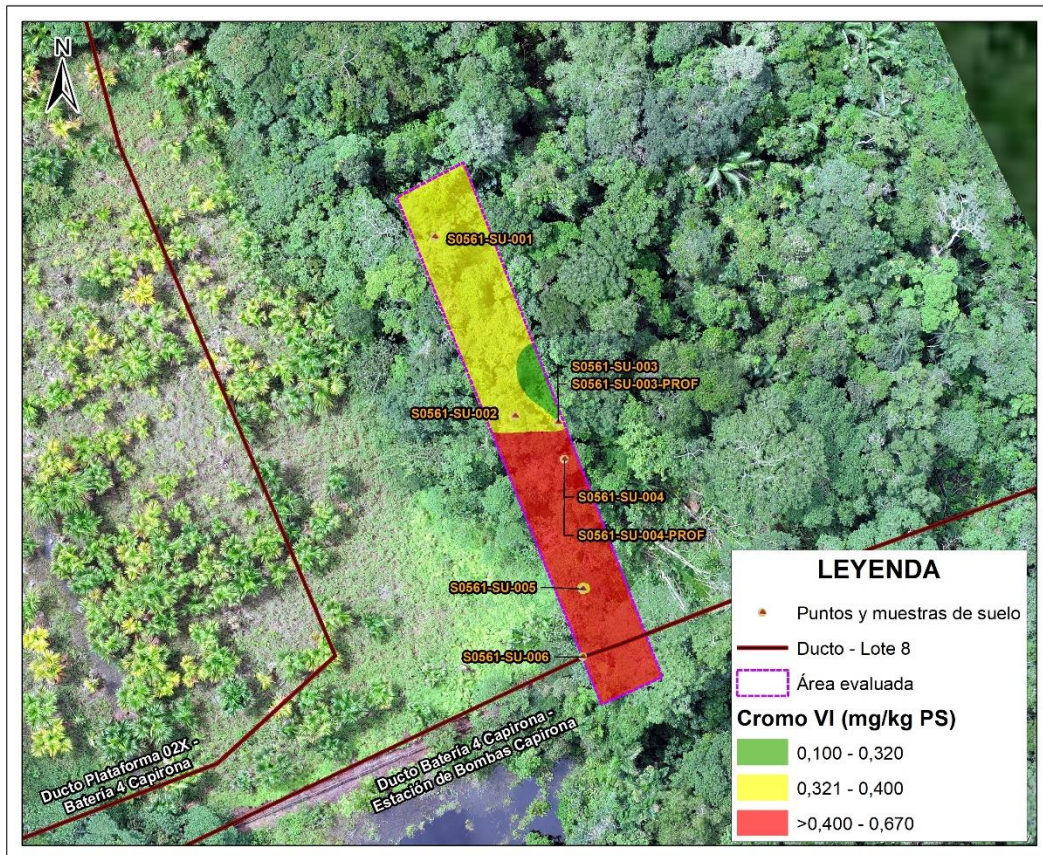 N
S0561-SU-001
S0561-SU-003
S0561-SU-003-PROF
S0561-SU-002
S0561-SU-004
S0561-SU-004-PROF
S0561-SU-005
S0561-SU-006
Ducto Plataforma 02X -
Batería 4 Capirona
Ducto Batería 4 Capirona -
Estación de Bombas Capirona
LEYENDA
Puntos y muestras de suelo
Ducto - Lote 8
Área evaluada
Cromo VI (mg/kg PS)
0,100 - 0,320
0,321 - 0,400
>0,400 - 0,670